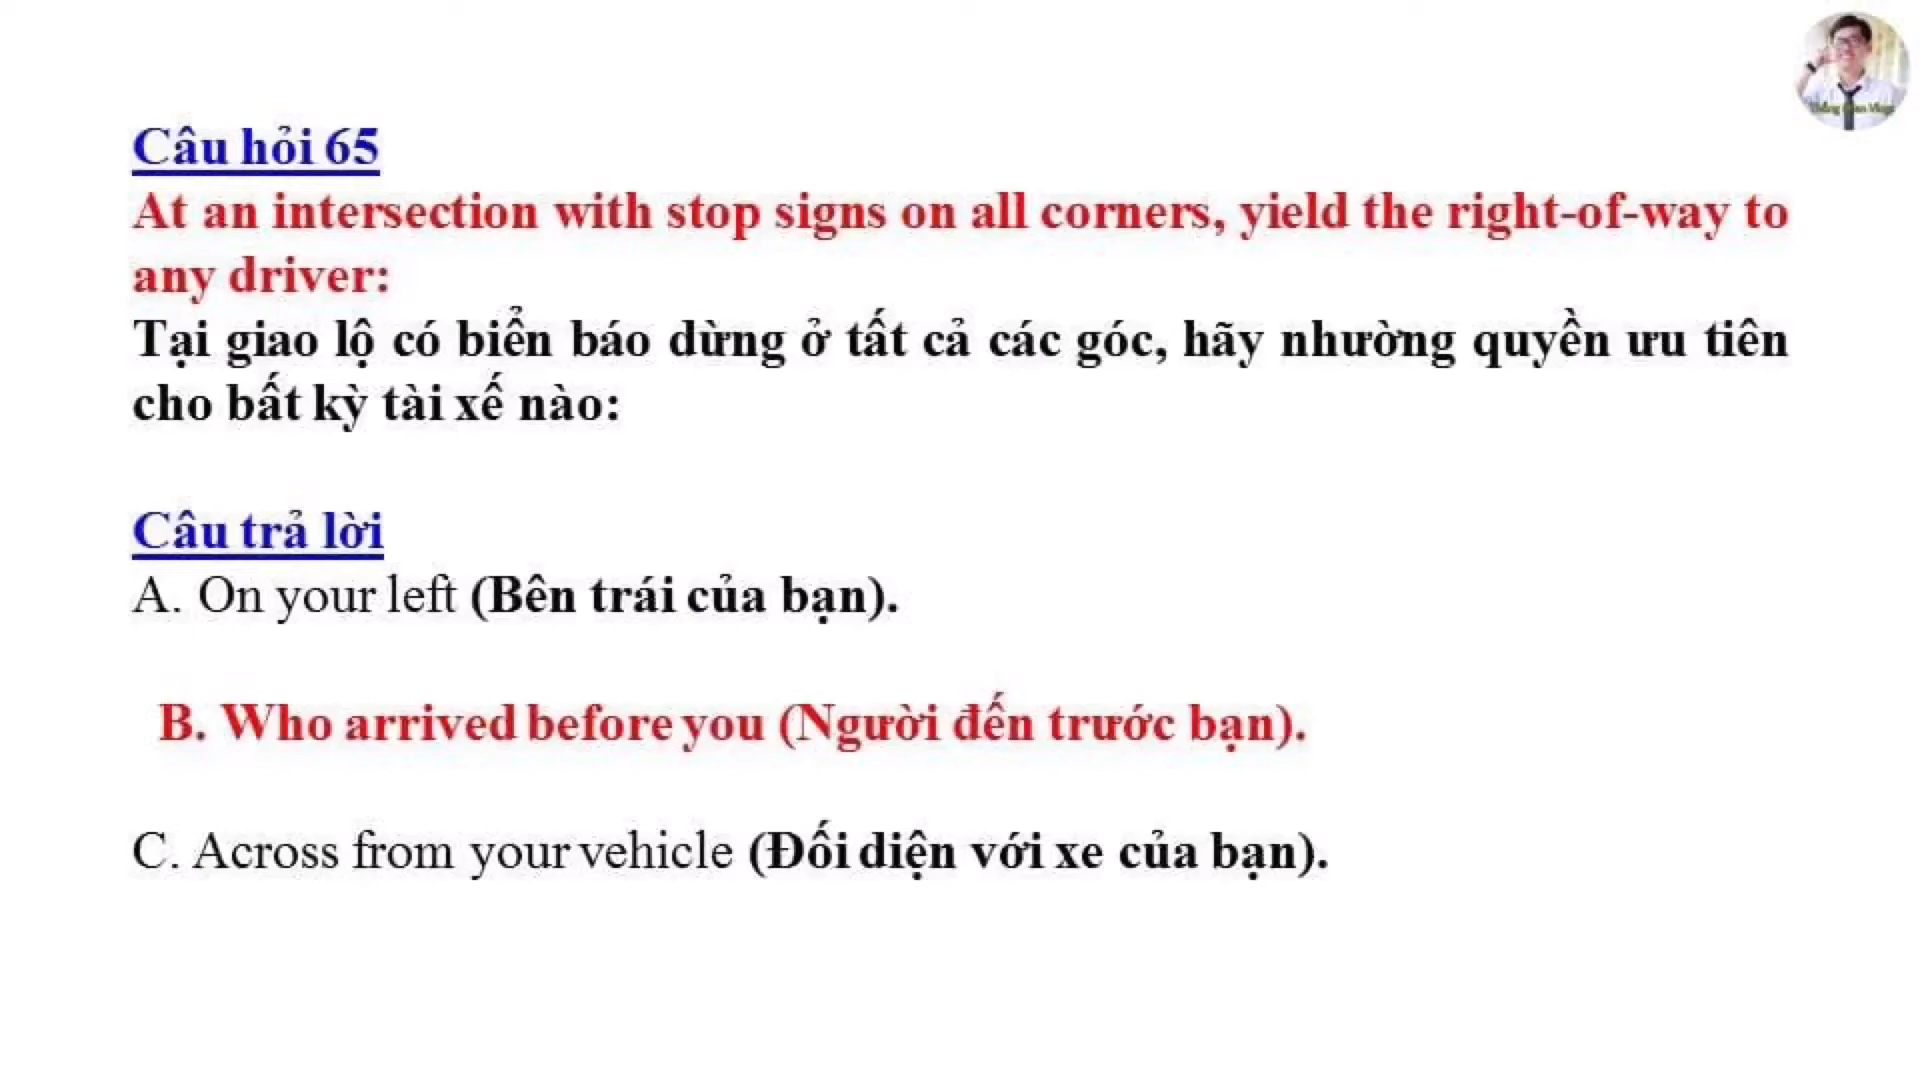 Câu hỏi 65
At an intersection with stop signs on all corners, yield the right-of-way to
any driver:
Tại giao lộ có biển báo dừng ở tất cả các góc, hãy nhường quyền ưu tiên
cho bất kỳ tài xế nào:
Câu trả lời
A. On your left (Bên trái của bạn).
B. Who arrived before you (Người đến trước bạn).
C. Across from your vehicle (Đối diện với xe của bạn).